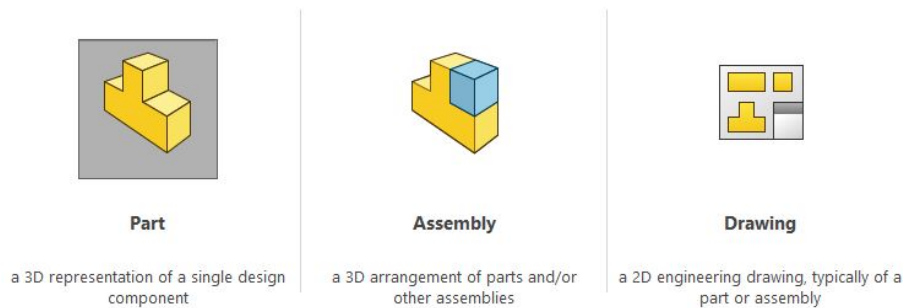 Part
a 3D representation of a single design
component
Assembly
a 3D arrangement of parts and/or
other assemblies
Drawing
a 2D engineering drawing, typically of a
part or assembly